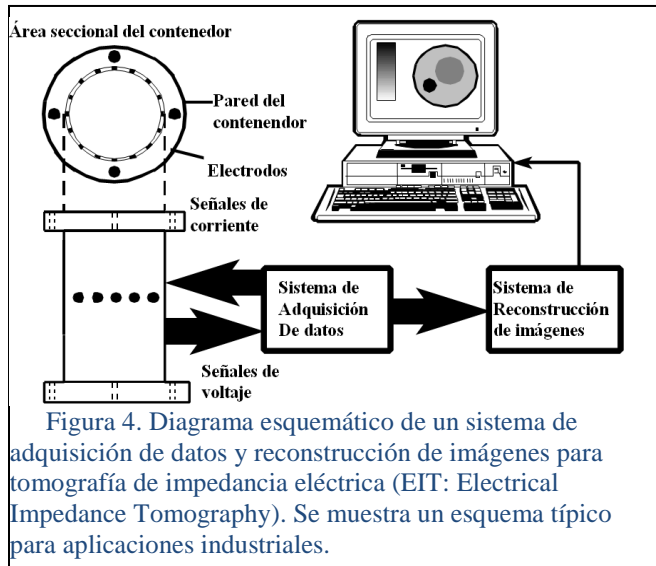 Área seccional del contenedor
Pared del
contenendor
Electrodos
Señales de
corriente
Sistema de
Adquisición
De datos
Sistema de
Reconstrucción
de imágenes
Señales de
voltaje
Figura 4. Diagrama esquemático de un sistema de
adquisición de datos y reconstrucción de imágenes para
tomografía de impedancia eléctrica (EIT: Electrical
Impedance Tomography). Se muestra un esquema típico
para aplicaciones industriales.